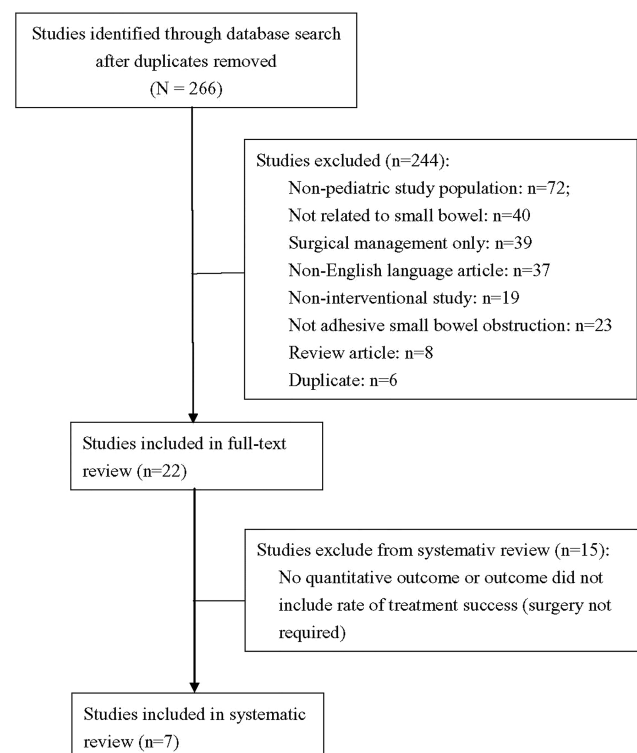 Studies identified through database search
after duplicates removed
(N = 266)
Studies excluded (n=244):
Non-pediatric study population: n=72;
Not related to small bowel: n=40
Surgical management only: n=39
Non-English language article: n=37
Non-interventional study: n=19
Not adhesive small bowel obstruction: n=23
Review article: n=8
Duplicate: n=6
Studies included in full-text
review (n=22)
Studies exclude from systemativ review (n=15):
No quantitative outcome or outcome did not
include rate of treatment success (surgery not
required)
Studies included in systematic
review (n=7)